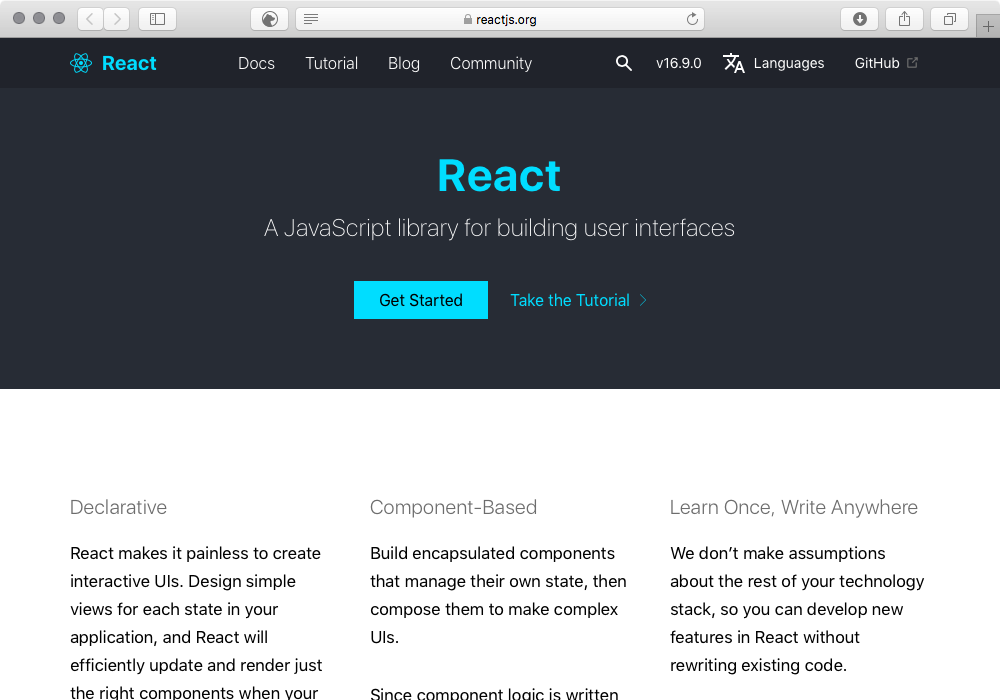 reactjs.org
React
Docs
Tutorial
Blog
Community
v16.9.0
Languages
GitHub
React
A JavaScript library for building user interfaces
Get Started
Take the Tutorial
Declarative
React makes it painless to create
interactive UIs. Design simple
views for each state in your
application, and React will
efficiently update and render just
the right components when your
Component-Based
Build encapsulated components
that manage their own state, then
compose them to make complex
UIs.
Since component logic is written
Learn Once, Write Anywhere
We don’t make assumptions
about the rest of your technology
stack, so you can develop new
features in React without
rewriting existing code.